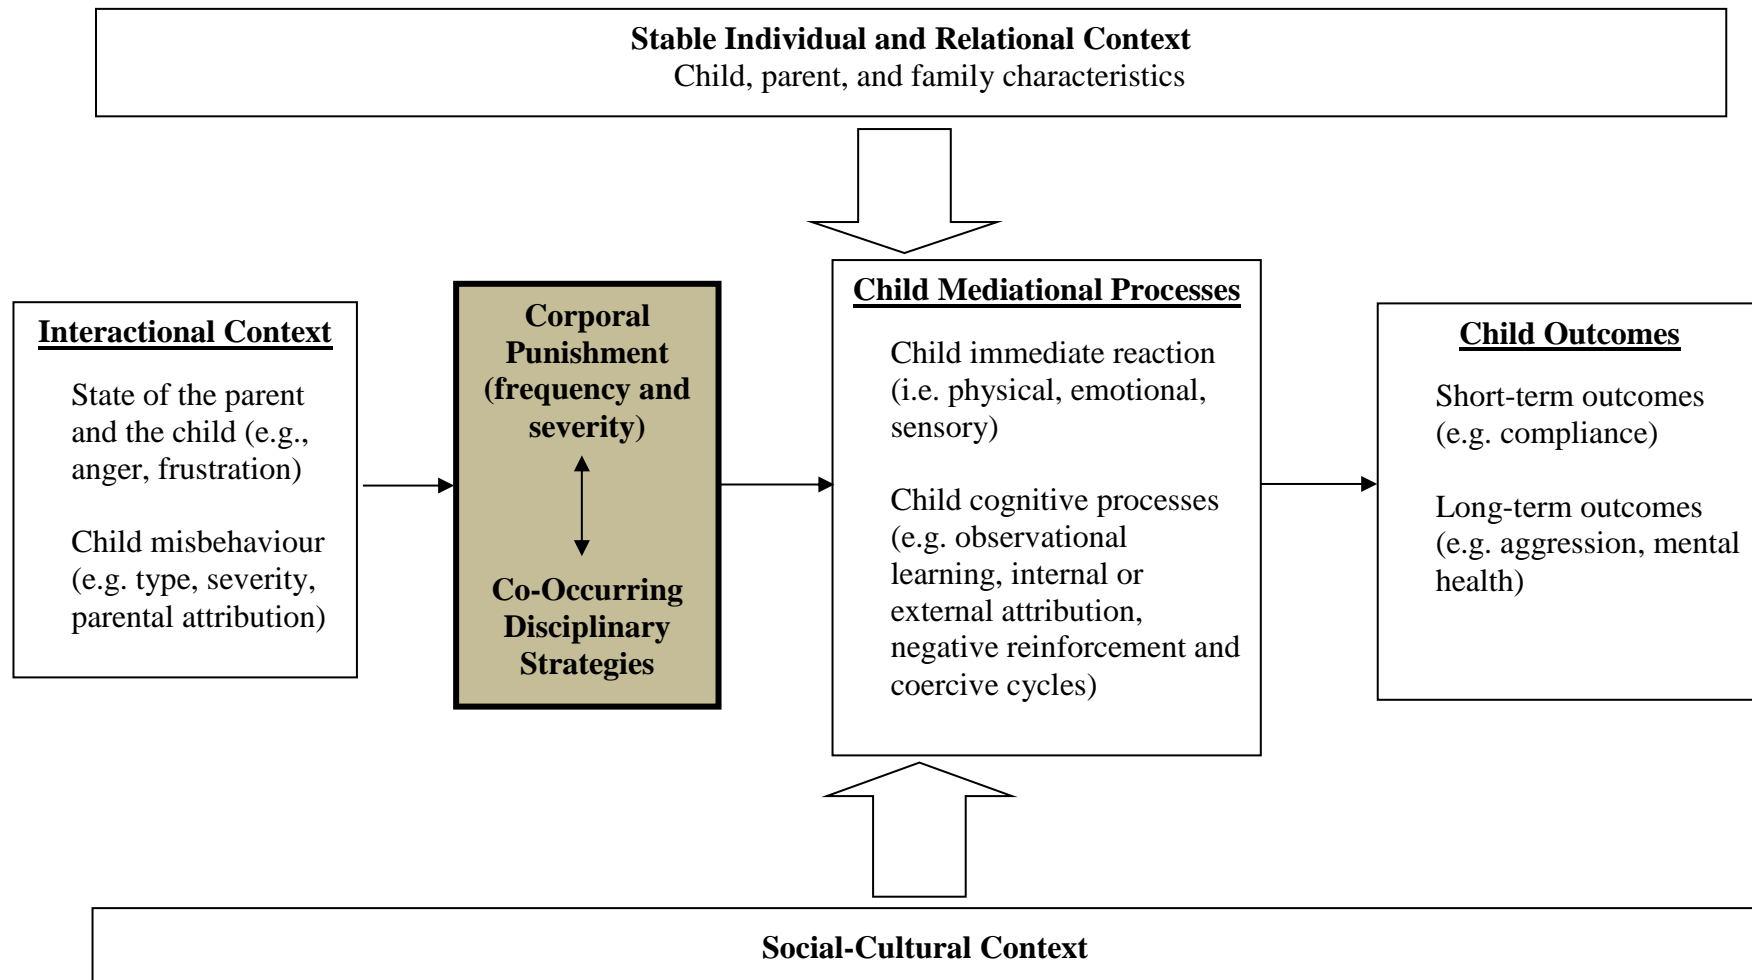 Stable Individual and Relational Context
Child, parent, and family characteristics
Interactional Context
State of the parent
and the child (e.g.,
anger, frustration)
Child misbehaviour
(e.g. type, severity,
parental attribution)
Corporal
Punishment
(frequency and
severity)
Co-Occurring
Disciplinary
Strategies
Child Mediational Processes
Child immediate reaction
(i.e. physical, emotional,
sensory)
Child cognitive processes
(e.g. observational
learning, internal or
external attribution,
negative reinforcement and
coercive cycles)
Child Outcomes
Short-term outcomes
(e.g. compliance)
Long-term outcomes
(e.g. aggression, mental
health)
Social-Cultural Context